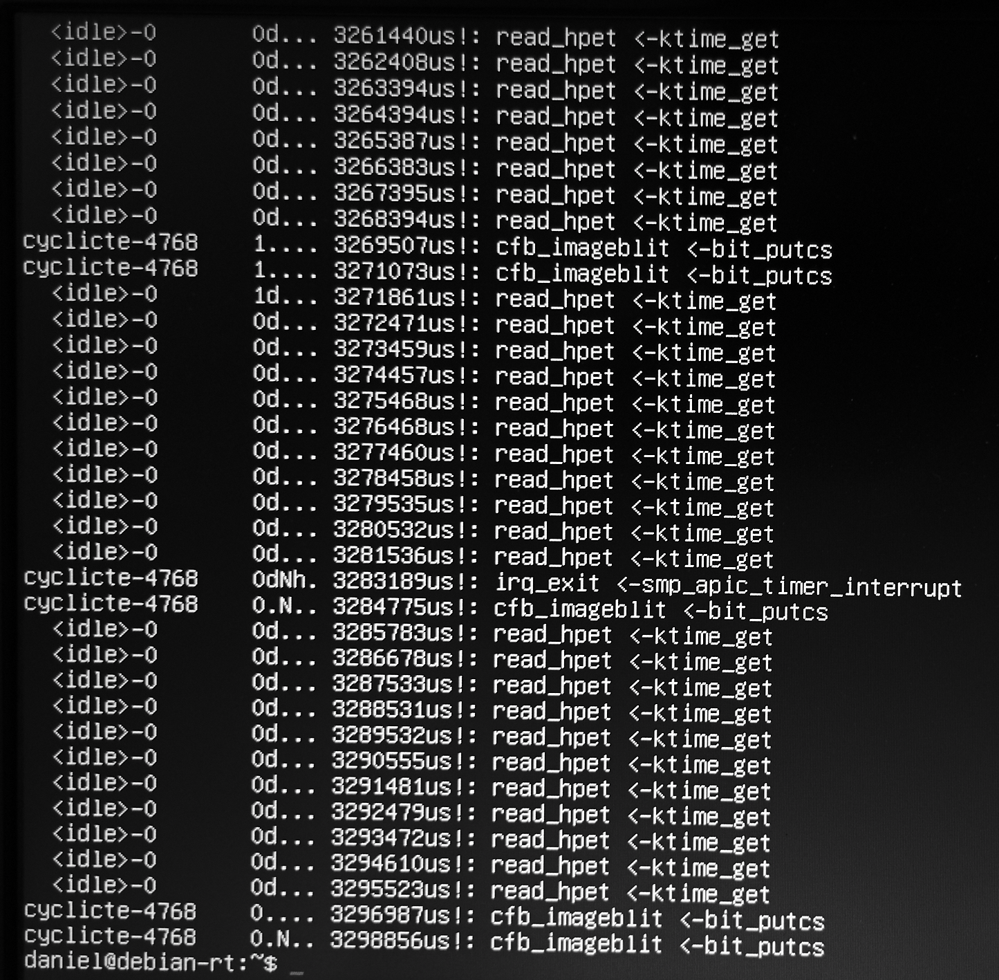 <idle>-0 0d... 3261440us!: read_hpet <-ktime_get
<idle>-0 0d... 3262408us!: read_hpet <-ktime_get
<idle>-0 0d... 3263394us!: read_hpet <-ktime_get
<idle>-0 0d... 3264394us!: read_hpet <-ktime_get
<idle>-0 0d... 3265387us!: read_hpet <-ktime_get
<idle>-0 0d... 3266383us!: read_hpet <-ktime_get
<idle>-0 0d... 3267395us!: read_hpet <-ktime_get
<idle>-0 0d... 3268394us!: read_hpet <-ktime_get
cyclicte-4768 1.... 3269507us!: cfb_imageblit <-bit_putcs
cyclicte-4768 1.... 3271073us!: cfb_imageblit <-bit_putcs
<idle>-0 1d... 3271861us!: read_hpet <-ktime_get
<idle>-0 0d... 3272471us!: read_hpet <-ktime_get
<idle>-0 0d... 3273459us!: read_hpet <-ktime_get
<idle>-0 0d... 3274457us!: read_hpet <-ktime_get
<idle>-0 0d... 3275468us!: read_hpet <-ktime_get
<idle>-0 0d... 3276468us!: read_hpet <-ktime_get
<idle>-0 0d... 3277460us!: read_hpet <-ktime_get
<idle>-0 0d... 3278458us!: read_hpet <-ktime_get
<idle>-0 0d... 3279535us!: read_hpet <-ktime_get
<idle>-0 0d... 3280532us!: read_hpet <-ktime_get
<idle>-0 0d... 3281536us!: read_hpet <-ktime_get
cyclicte-4768 0dNh. 3283189us!: irq_exit <-smp_apic_timer_interrupt
cyclicte-4768 0.N.. 3284775us!: cfb_imageblit <-bit_putcs
<idle>-0 0d... 3285783us!: read_hpet <-ktime_get
<idle>-0 0d... 3286678us!: read_hpet <-ktime_get
<idle>-0 0d... 3287533us!: read_hpet <-ktime_get
<idle>-0 0d... 3288531us!: read_hpet <-ktime_get
<idle>-0 0d... 3289532us!: read_hpet <-ktime_get
<idle>-0 0d... 3290555us!: read_hpet <-ktime_get
<idle>-0 0d... 3291481us!: read_hpet <-ktime_get
<idle>-0 0d... 3292479us!: read_hpet <-ktime_get
<idle>-0 0d... 3293472us!: read_hpet <-ktime_get
<idle>-0 0d... 3294610us!: read_hpet <-ktime_get
<idle>-0 0d... 3295523us!: read_hpet <-ktime_get
cyclicte-4768 0.... 3296987us!: cfb_imageblit <-bit_putcs
cyclicte-4768 0.N.. 3298856us!: cfb_imageblit <-bit_putcs
daniel@debian-rt:~$ _